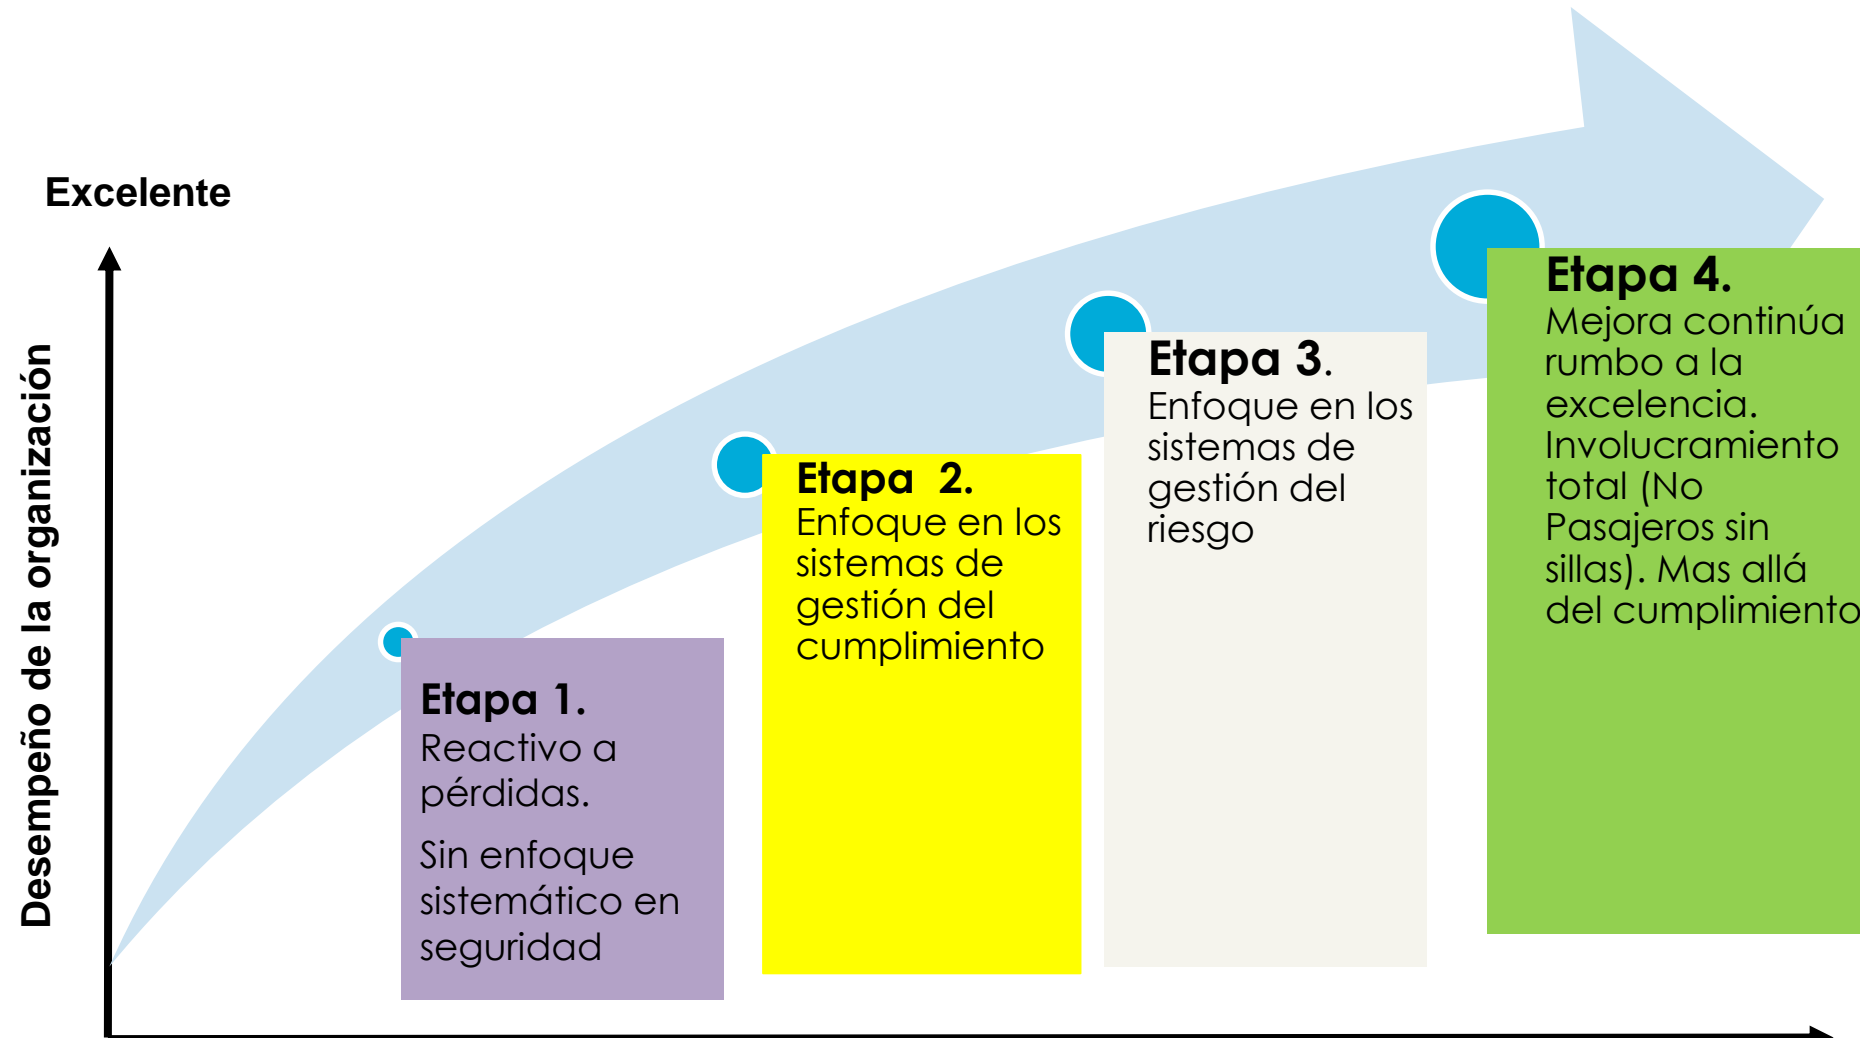 Excelente
Desempeño de la organización
Etapa 1.
Reactivo a
pérdidas.
Sin enfoque
sistemático en
seguridad
Etapa 2.
Enfoque en los
sistemas de
gestión del
cumplimiento
Etapa 3.
Enfoque en los
sistemas de
gestión del
riesgo
Etapa 4.
Mejora continúa
rumbo a la
excelencia.
Involucramiento
total (No
Pasajeros sin
sillas). Mas allá
del cumplimiento